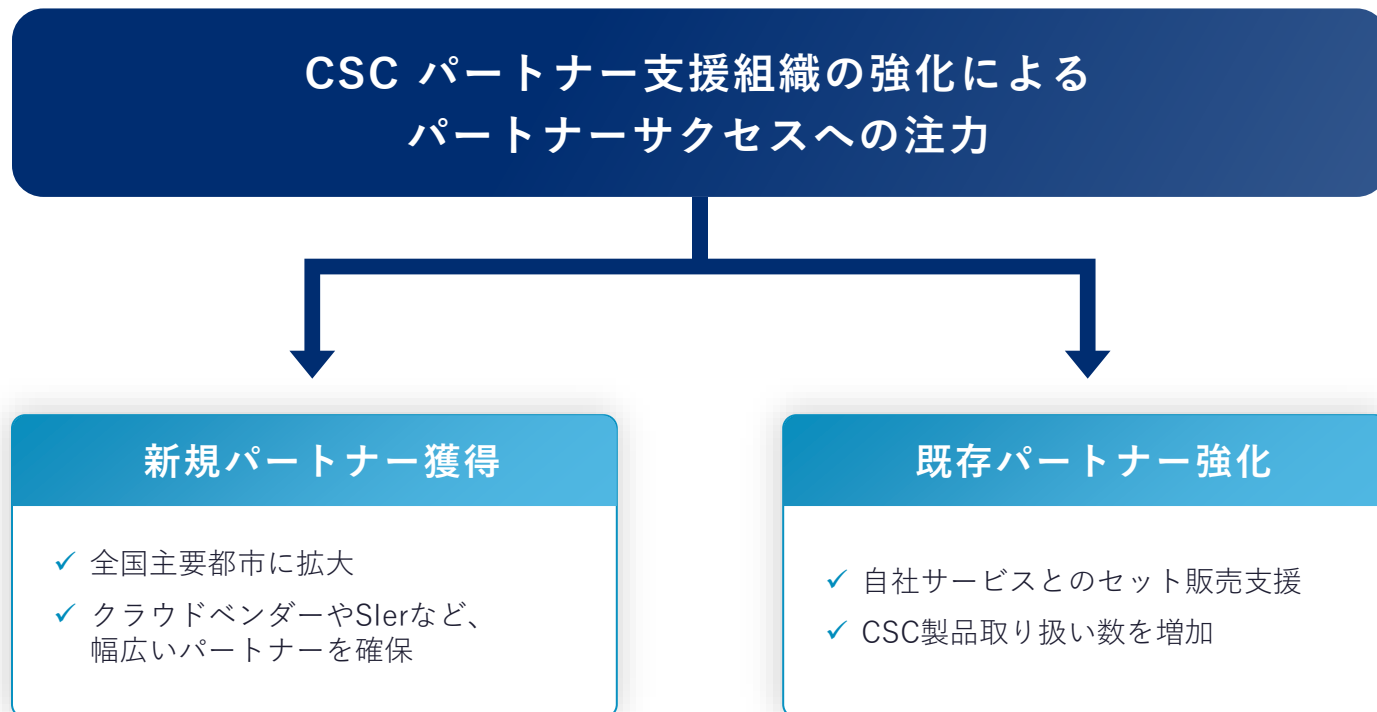 CSC パートナー支援組織の強化による
パートナーサクセスへの注力
新規パートナー獲得
✓ 全国主要都市に拡大
✓ クラウドベンダーやSIerなど、
幅広いパートナーを確保
既存パートナー強化
✓ 自社サービスとのセット販売支援
✓ CSC製品取り扱い数を増加